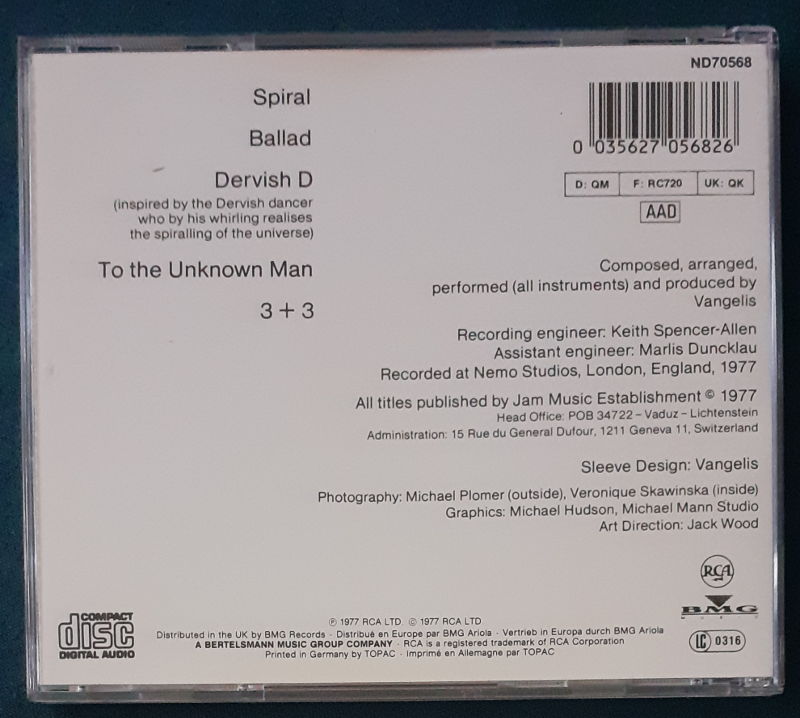 ND70568
Spiral
Ballad
Dervish D
(inspired by the Dervish dancer
who by his whirling realises
the spiralling of the universe)
To the Unknown Man
3 + 3
0 035627 056826
D: QM F: RC720 UK: QK
AAD
Composed, arranged,
performed (all instruments) and produced by
Vangelis
Recording engineer: Keith Spencer-Allen
Assistant engineer: Marlis Duncklau
Recorded at Nemo Studios, London, England, 1977
All titles published by Jam Music Establishment © 1977
Head Office: POB 34722 – Vaduz – Lichtenstein
Administration: 15 Rue du General Dufour, 1211 Geneva 11, Switzerland
Sleeve Design: Vangelis
Photography: Michael Plomer (outside), Veronique Skawinska (inside)
Graphics: Michael Hudson, Michael Mann Studio
Art Direction: Jack Wood
RCA
BMG
LC 0316
COMPACT
disc
DIGITAL AUDIO
℗ 1977 RCA LTD. © 1977 RCA LTD
Distributed in the UK by BMG Records · Distribué en Europe par BMG Ariola · Vertrieb in Europa durch BMG Ariola
A BERTELSMANN MUSIC GROUP COMPANY · RCA is a registered trademark of RCA Corporation
Printed in Germany by TOPAC · Imprimé en Allemagne par TOPAC